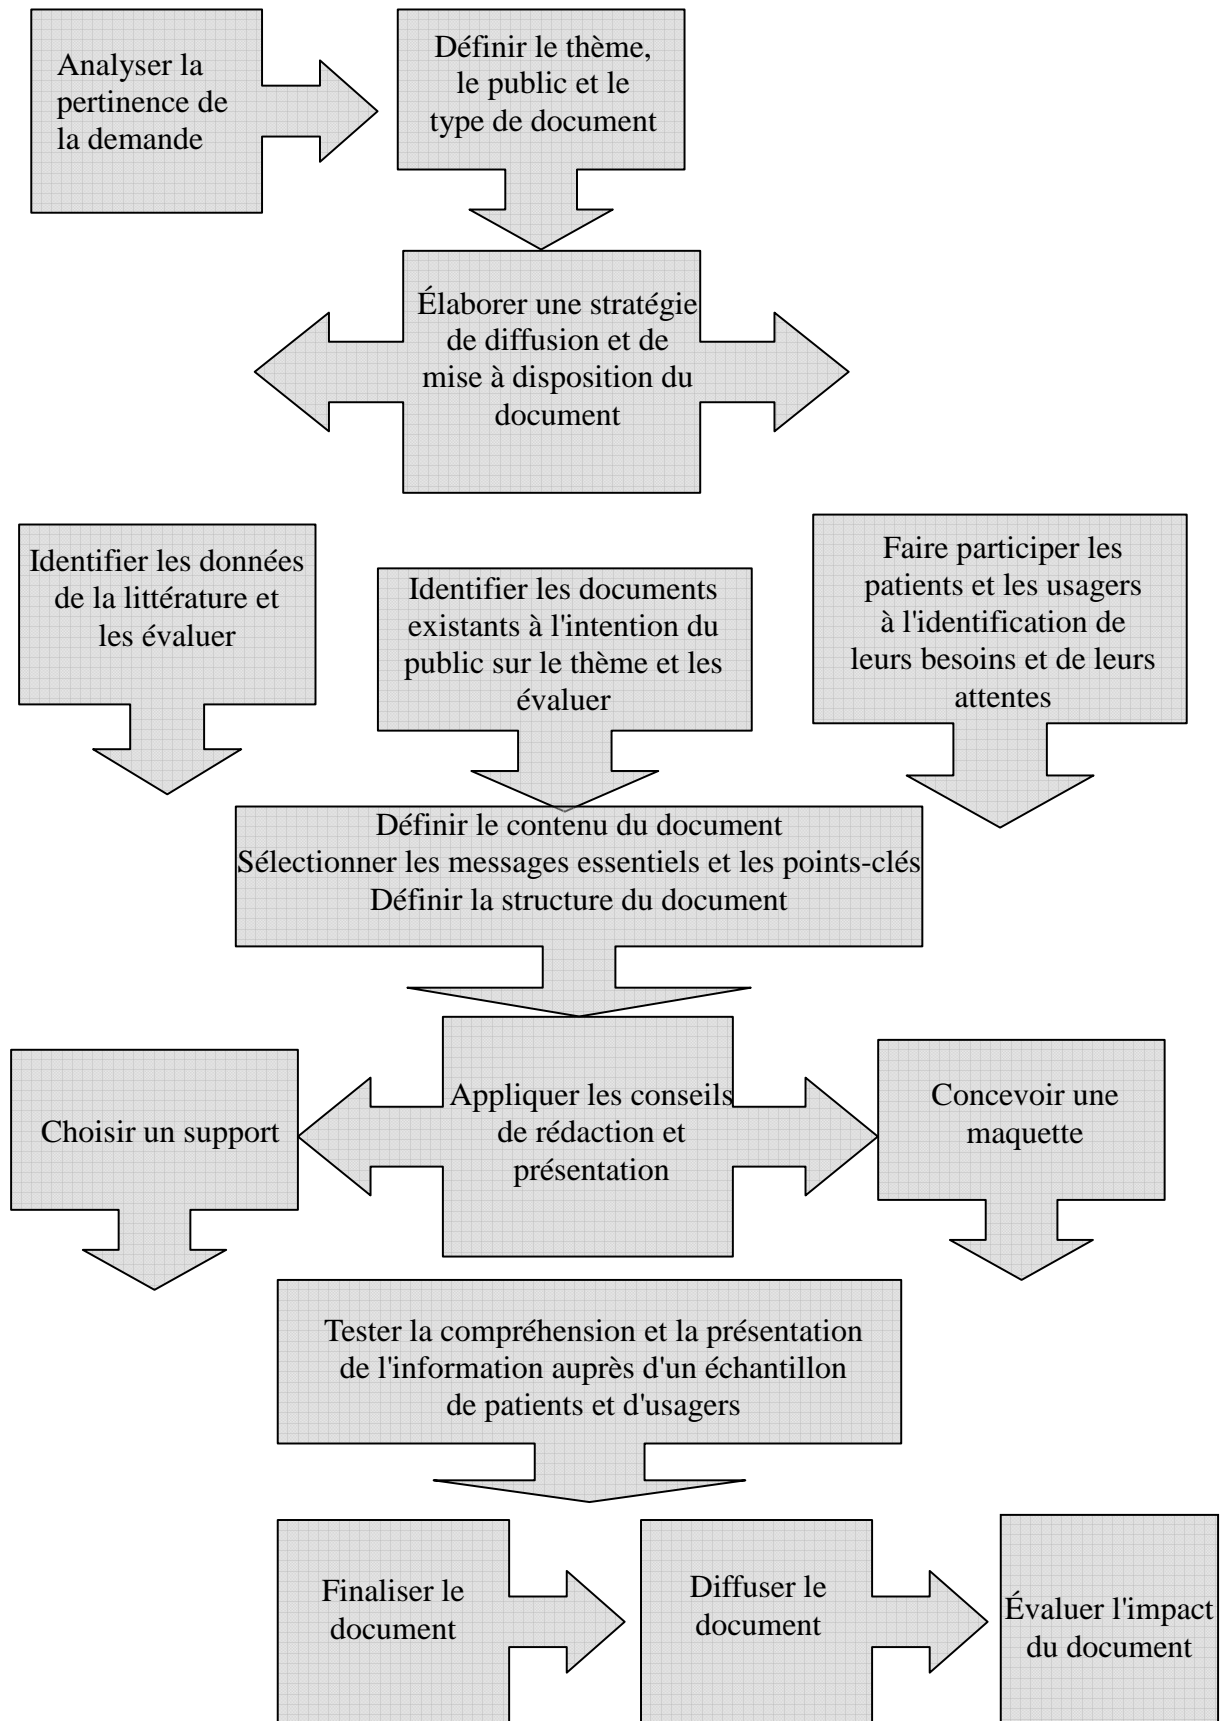 Analyser la
pertinence de
la demande
Définir le thème,
le public et le
type de document
Élaborer une stratégie
de diffusion et de
mise à disposition du
document
Identifier les données
de la littérature et
les évaluer
Identifier les documents
existants à l'intention du
public sur le thème et les
évaluer
Faire participer les
patients et les usagers
à l'identification de
leurs besoins et de leurs
attentes
Définir le contenu du document
Sélectionner les messages essentiels et les points-clés
Définir la structure du document
Choisir un support
Appliquer les conseils
de rédaction et
présentation
Concevoir une
maquette
Tester la compréhension et la présentation
de l'information auprès d'un échantillon
de patients et d'usagers
Finaliser le
document
Diffuser le
document
Évaluer l'impact
du document